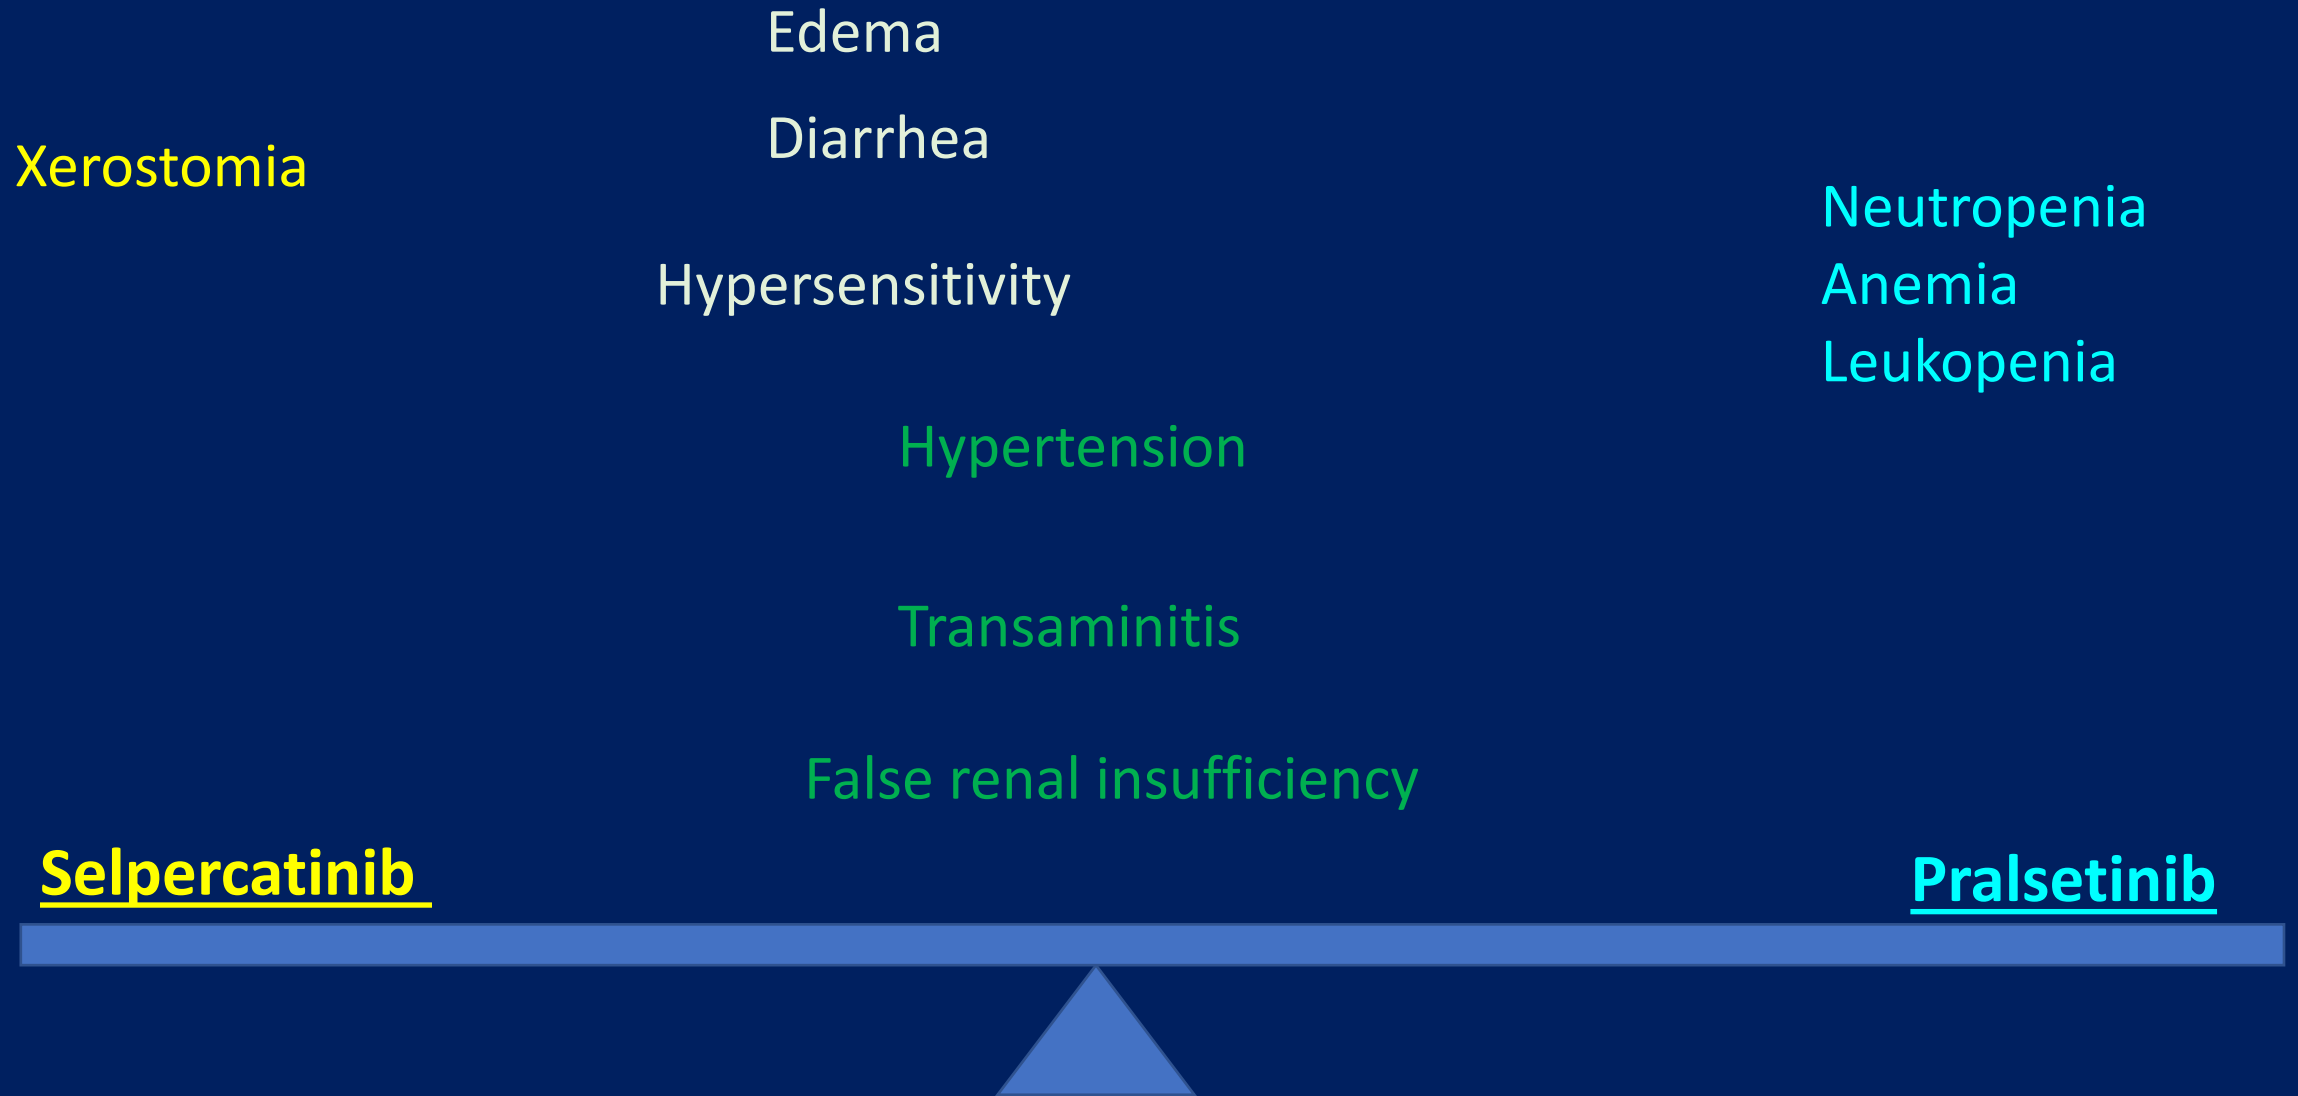 Edema
Diarrhea
Xerostomia
Neutropenia
Hypersensitivity
Anemia
Leukopenia
Hypertension
Transaminitis
False renal insufficiency
Selpercatinib
Pralsetinib